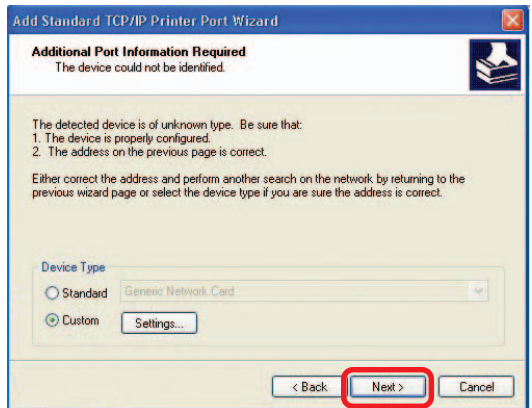 Add Standard TCP/IP Printer Port Wizard
Additional Port Information Required
The device could not be identified.
The detected device is of unknown type. Be sure that:
1. The device is properly configured.
2. The address on the previous page is correct.
Either correct the address and perform another search on the network by returning to the
previous wizard page or select the device type if you are sure the address is correct.
Device Type
Standard Generic Network Card
Custom Settings...
< Back Next > Cancel